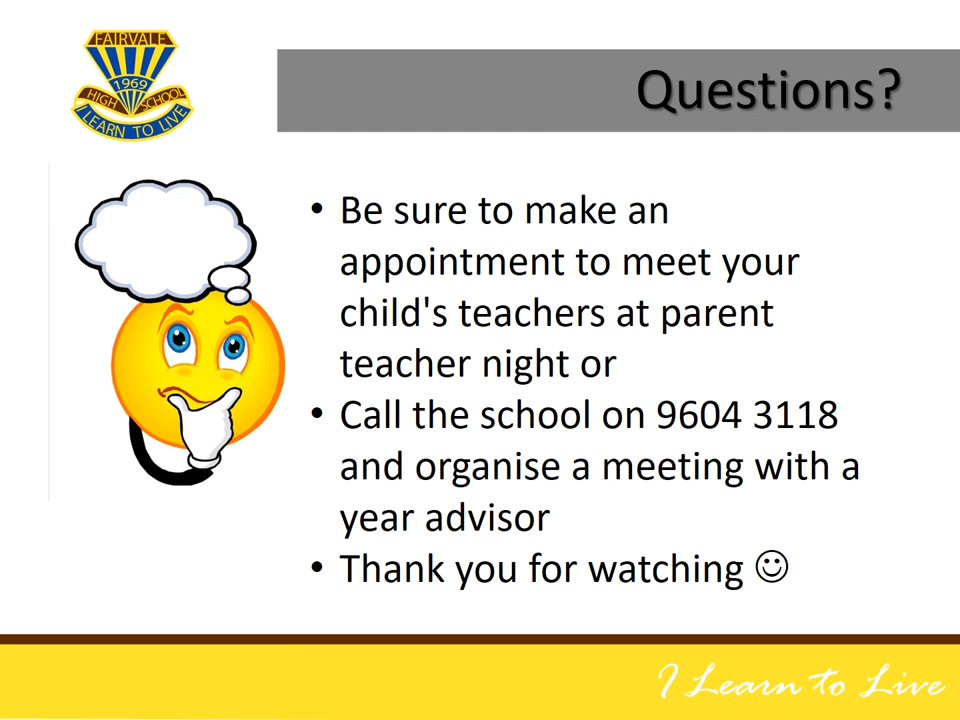 FAIRVALE
1969
HIGH SCHOOL
I LEARN TO LIVE
Questions?
• Be sure to make an
appointment to meet your
child's teachers at parent
teacher night or
• Call the school on 9604 3118
and organise a meeting with a
year advisor
• Thank you for watching ☺
I Learn to Live